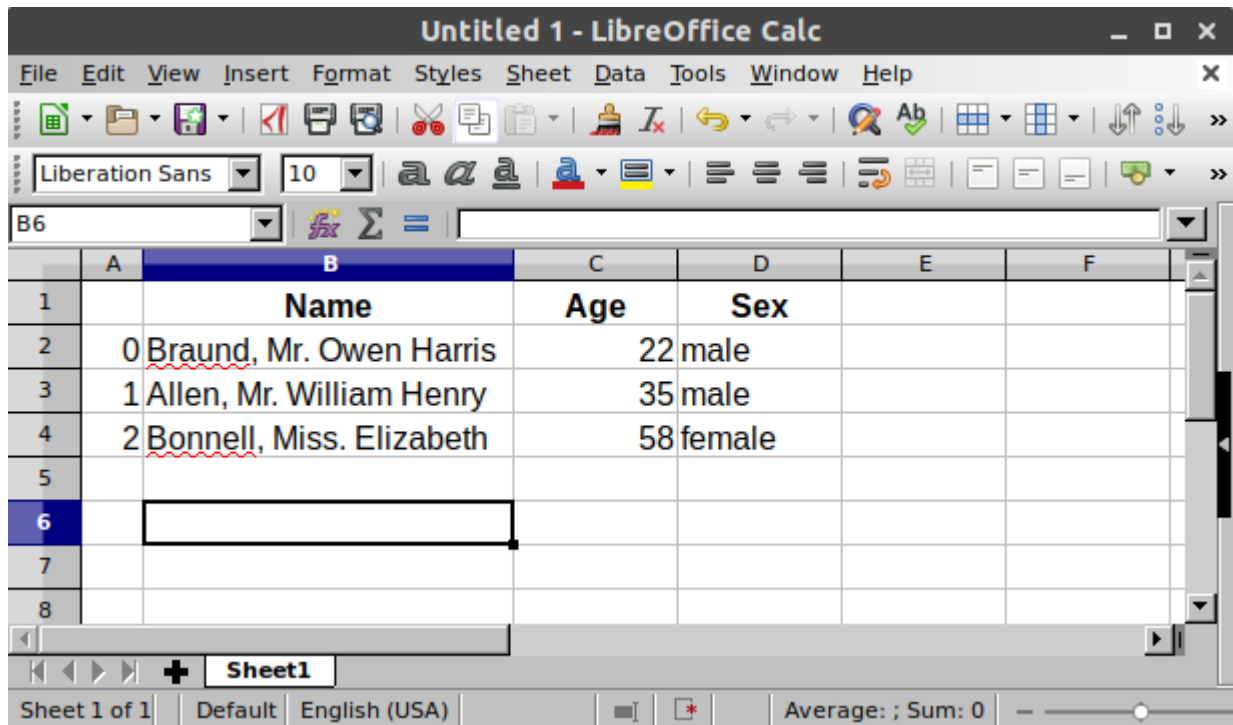 Untitled 1 - LibreOffice Calc
File Edit View Insert Format Styles Sheet Data Tools Window Help
Liberation Sans 10 a a a a
B6
A B C D E F
1 Name Age Sex
2 0 Braund, Mr. Owen Harris 22 male
3 1 Allen, Mr. William Henry 35 male
4 2 Bonnell, Miss. Elizabeth 58 female
5
6
7
8
Sheet1
Sheet 1 of 1 Default English (USA) Average: ; Sum: 0